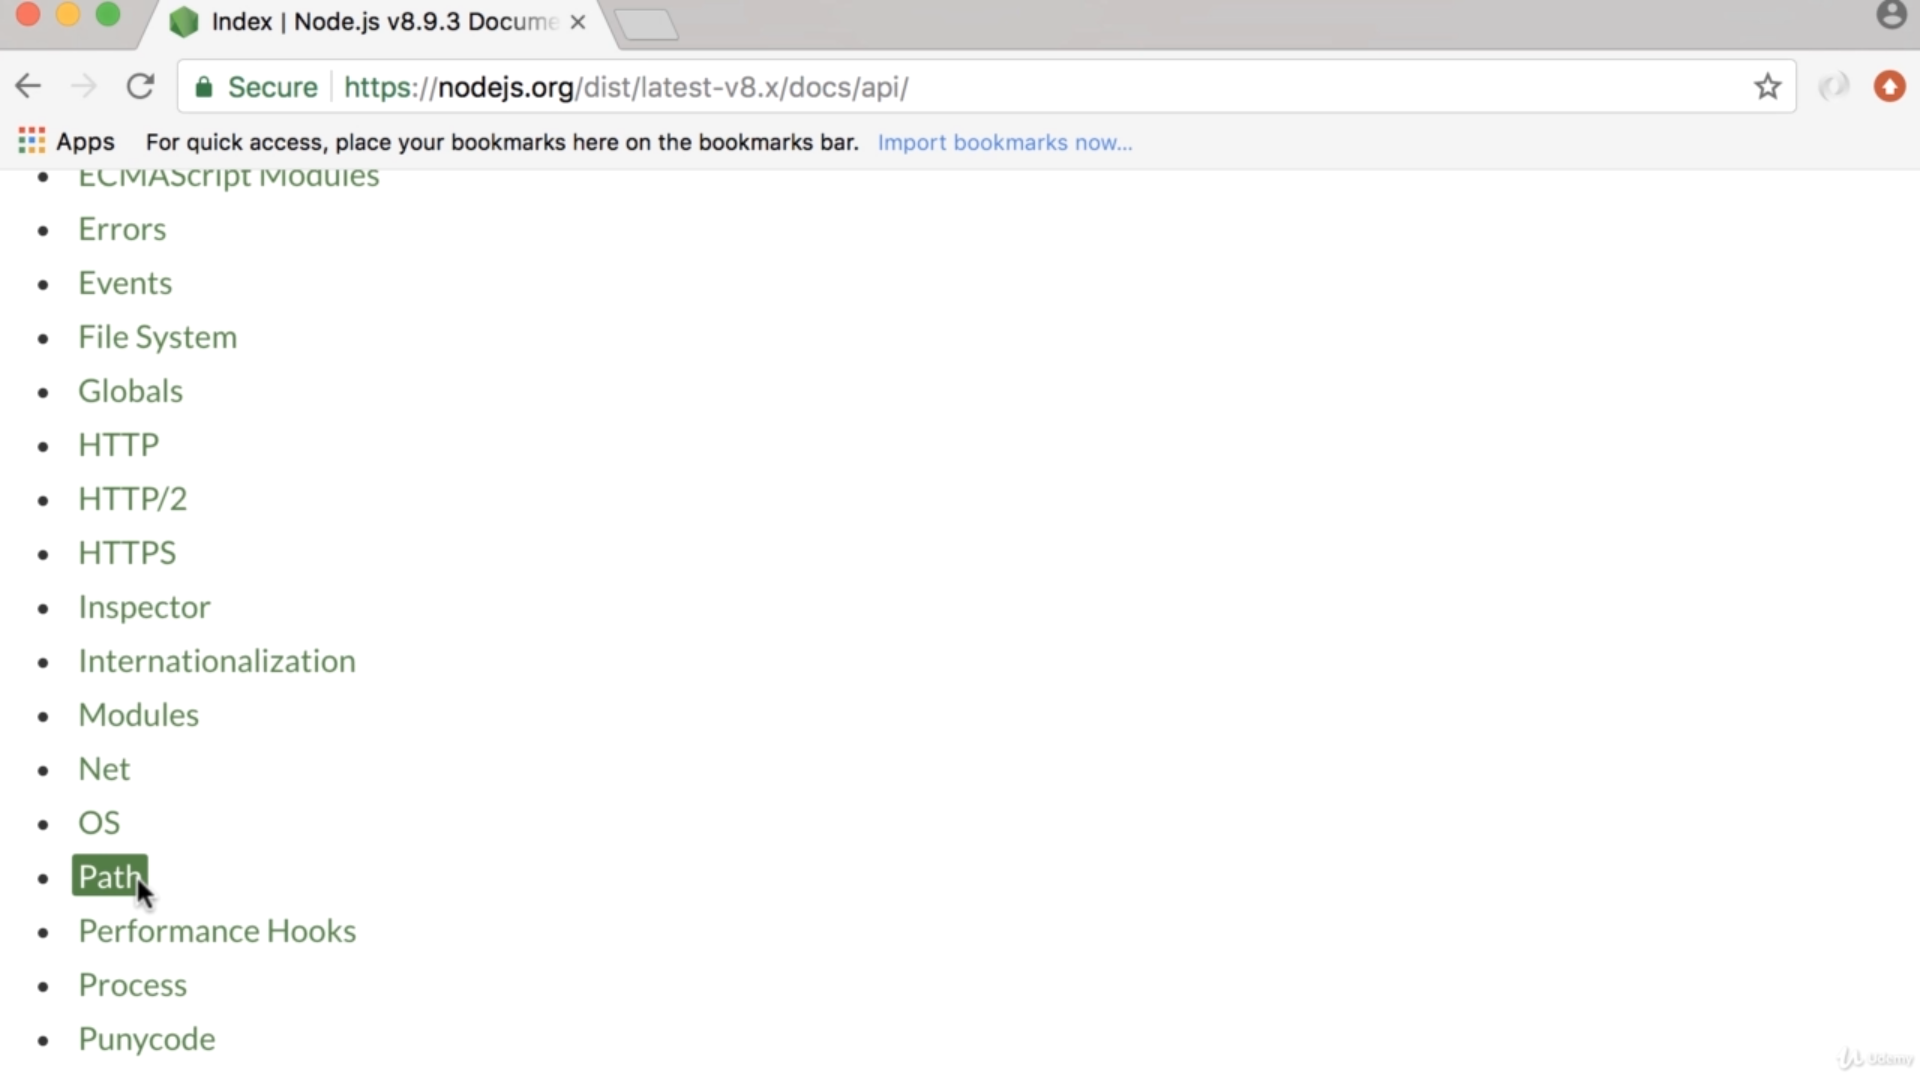 Index | Node.js v8.9.3 Docume
Secure https://nodejs.org/dist/latest-v8.x/docs/api/
Apps For quick access, place your bookmarks here on the bookmarks bar. Import bookmarks now...
ECMAScript Modules
Errors
Events
File System
Globals
HTTP
HTTP/2
HTTPS
Inspector
Internationalization
Modules
Net
OS
Path
Performance Hooks
Process
Punycode
Udemy